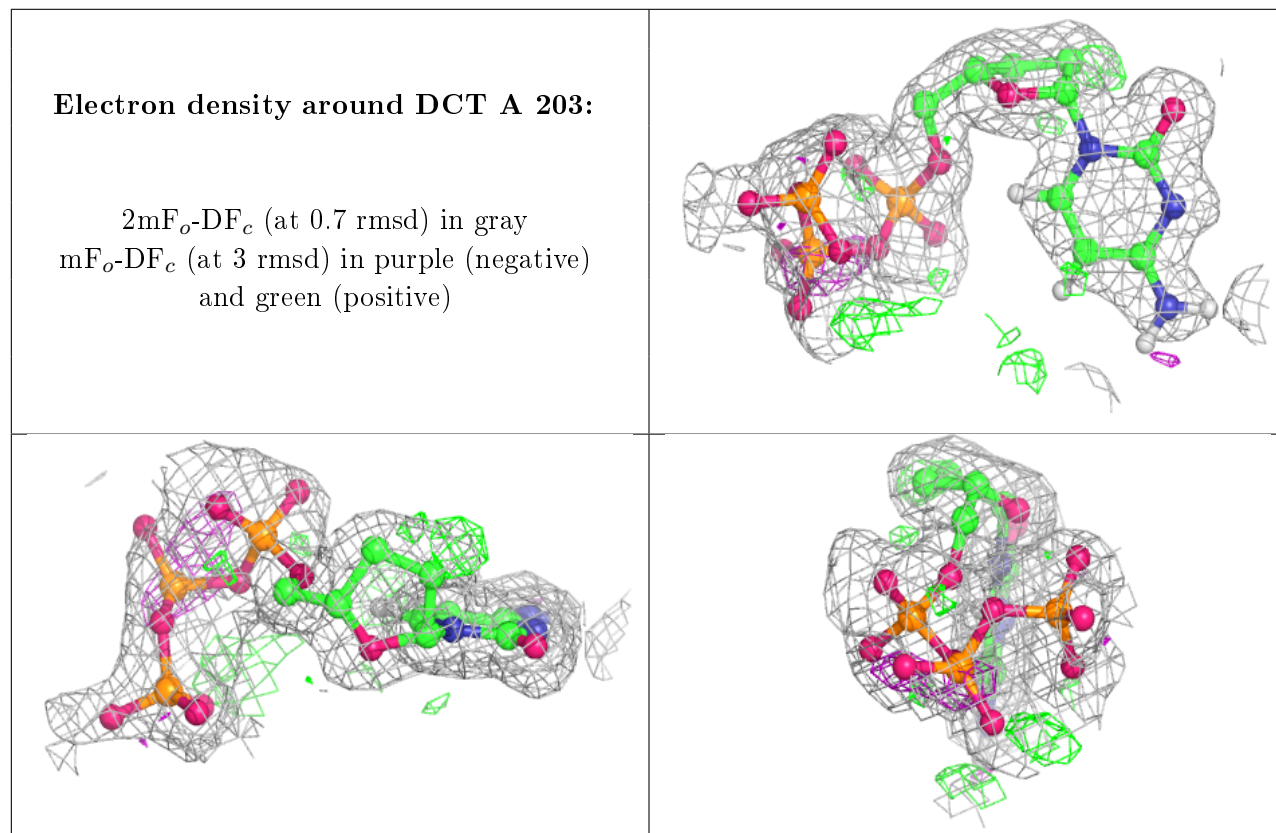 Electron density around DCT A 203:
2mFo-DFc (at 0.7 rmsd) in gray
mFo-DFc (at 3 rmsd) in purple (negative)
and green (positive)